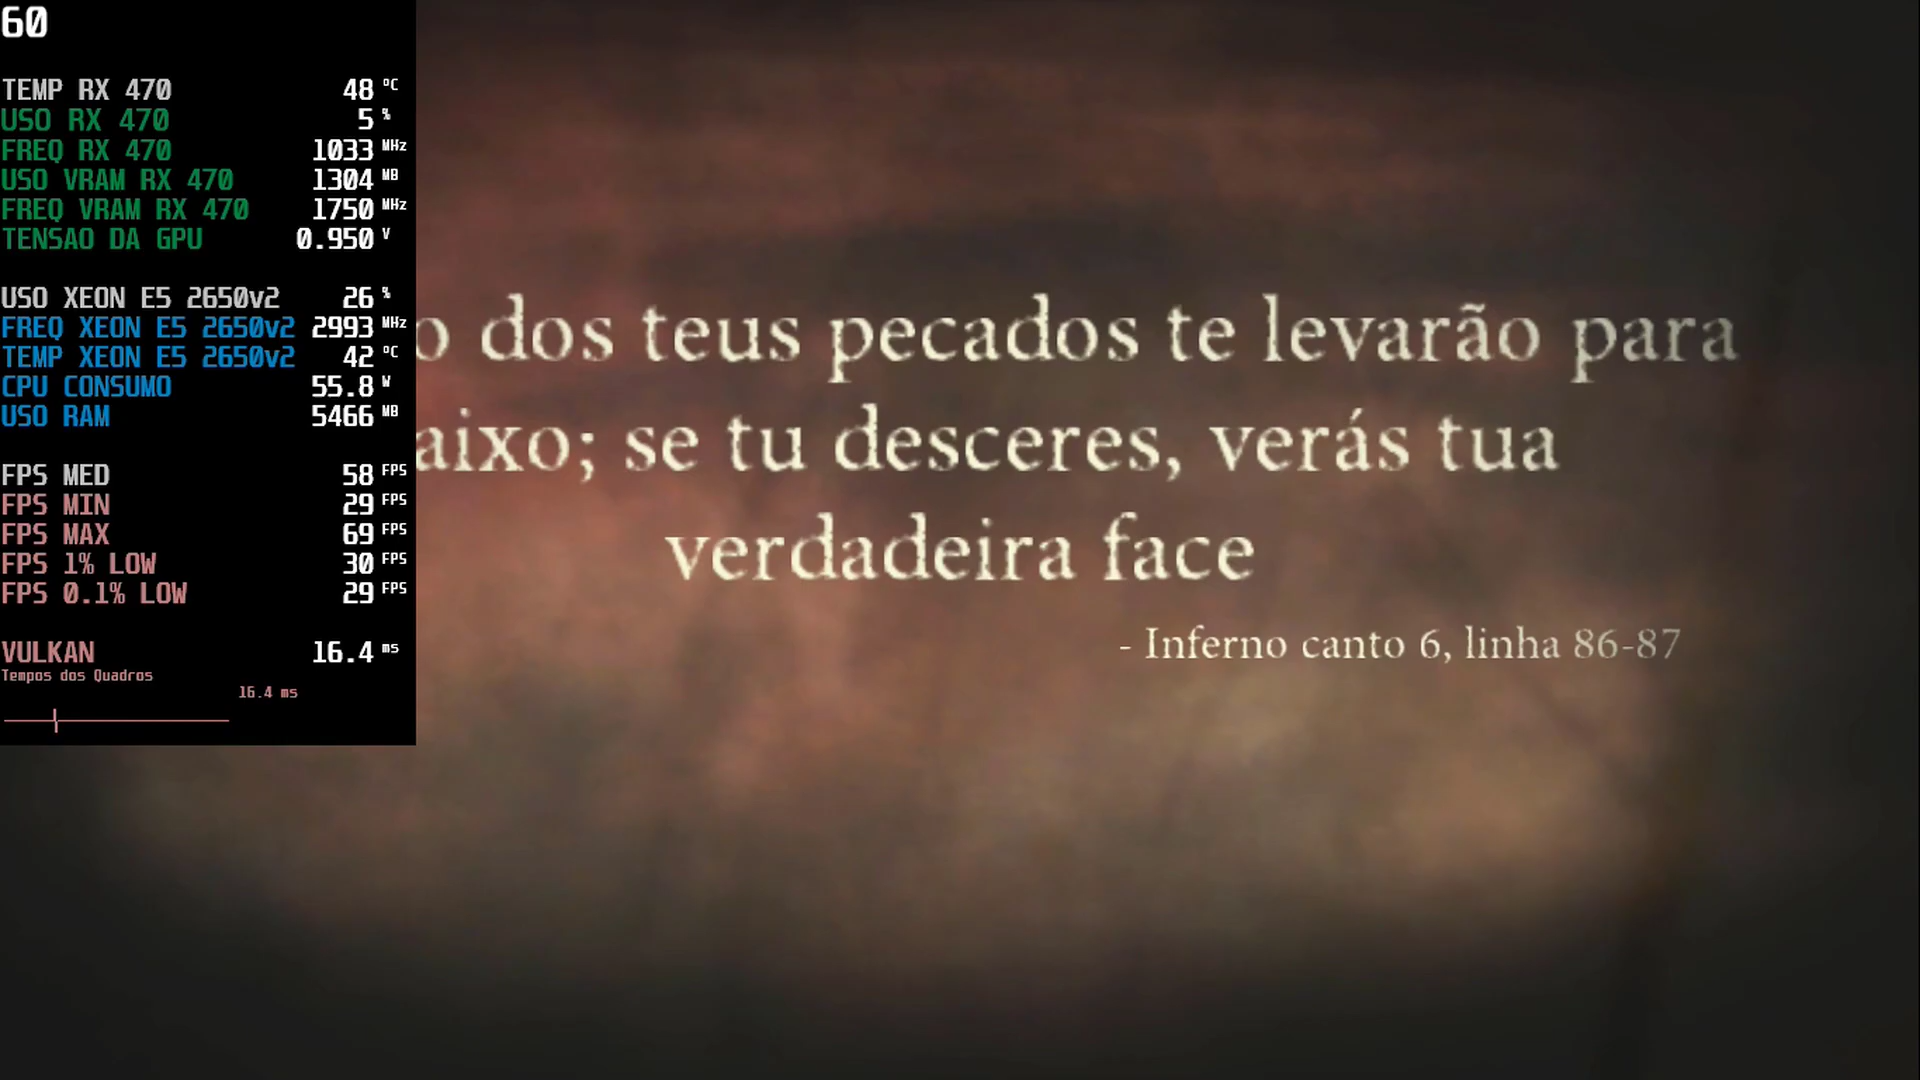 60
TEMP RX 470 48 °C
USO RX 470 5 %
FREQ RX 470 1033 MHz
USO VRAM RX 470 1304 MB
FREQ VRAM RX 470 1750 MHz
TENSAO DA GPU 0.950 V
USO XEON E5 2650v2 26 %
FREQ XEON E5 2650v2 2993 MHz
TEMP XEON E5 2650v2 42 °C
CPU CONSUMO 55.8 W
USO RAM 5466 MB
FPS MED 58 FPS
FPS MIN 29 FPS
FPS MAX 69 FPS
FPS 1% LOW 30 FPS
FPS 0.1% LOW 29 FPS
VULKAN 16.4 ms
Tempos dos Quadros
16.4 ms
o dos teus pecados te levarão para
aixo; se tu desceres, verás tua
verdadeira face
- Inferno canto 6, linha 86-87